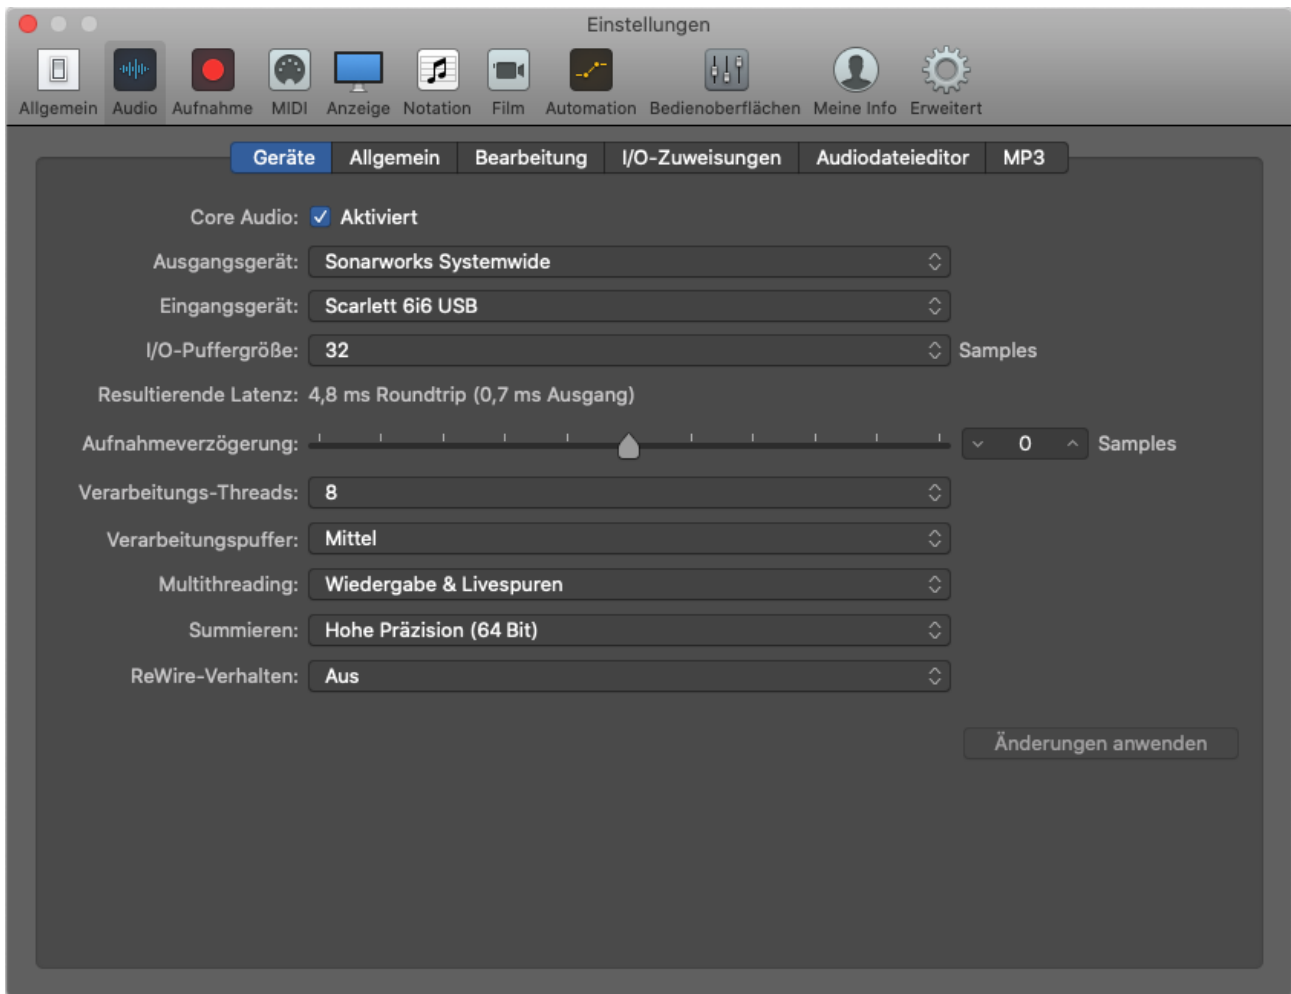 Einstellungen
Allgemein Audio Aufnahme MIDI Anzeige Notation Film Automation Bedienoberflächen Meine Info Erweitert
Geräte Allgemein Bearbeitung I/O-Zuweisungen Audiodateieditor MP3
Core Audio: Aktiviert
Ausgangsgerät: Sonarworks Systemwide
Eingangsgerät: Scarlett 6i6 USB
I/O-Puffergröße: 32 Samples
Resultierende Latenz: 4,8 ms Roundtrip (0,7 ms Ausgang)
Aufnahmeverzögerung: 0 Samples
Verarbeitungs-Threads: 8
Verarbeitungspuffer: Mittel
Multithreading: Wiedergabe & Livespuren
Summieren: Hohe Präzision (64 Bit)
ReWire-Verhalten: Aus
Änderungen anwenden